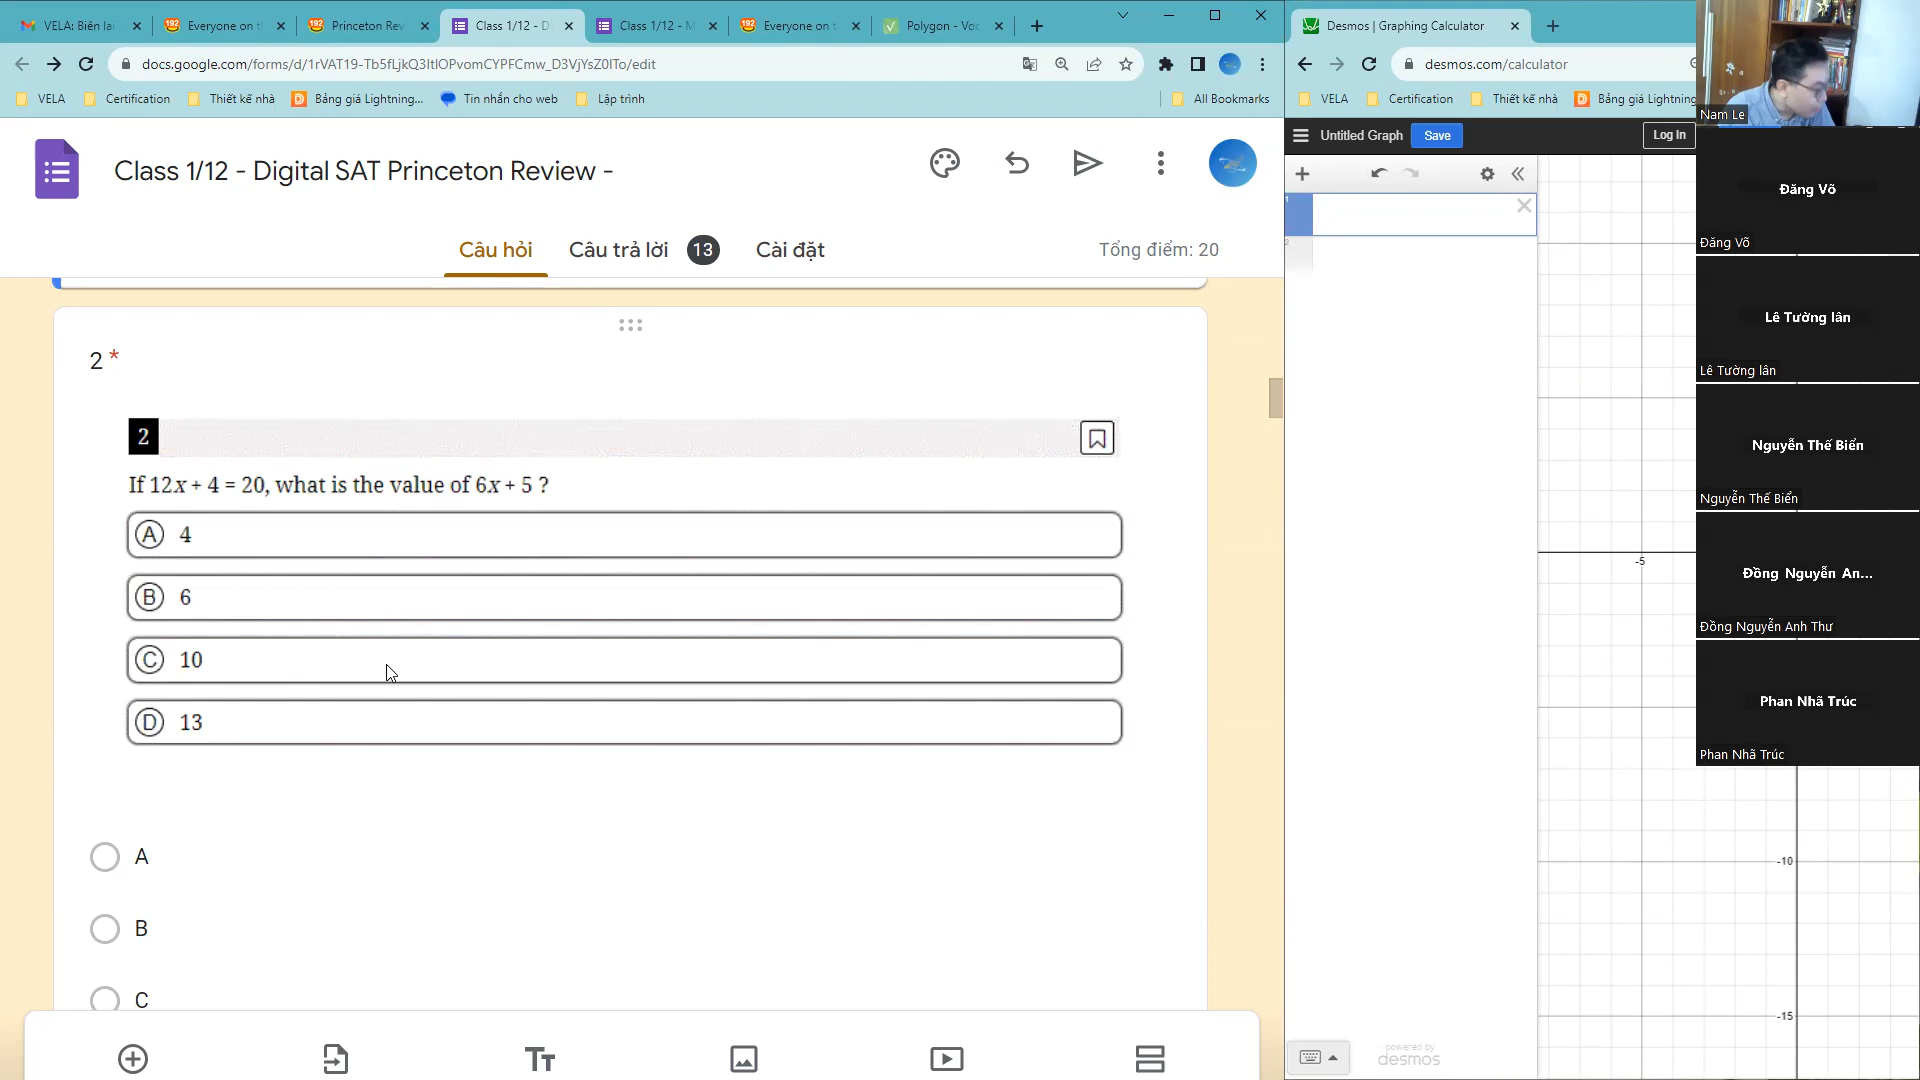 VELA: Biên lai
Everyone on t
Princeton Rev
Class 1/12 - D
Class 1/12 - M
Everyone on t
Polygon - Voc
Desmos | Graphing Calculator
docs.google.com/forms/d/1rVAT19-Tb5fLjkQ3ItlOPvomCYPFCmw_D3VjYsZ0lTo/edit
desmos.com/calculator
VELA
Certification
Thiết kế nhà
Bảng giá Lightning...
Tin nhắn cho web
Lập trình
All Bookmarks
VELA
Certification
Thiết kế nhà
Bảng giá Lightning
Class 1/12 - Digital SAT Princeton Review -
Untitled Graph
Save
Log In
Câu hỏi
Câu trả lời 13
Cài đặt
Tổng điểm: 20
1
2
2 *
2
If 12x + 4 = 20, what is the value of 6x + 5 ?
A 4
B 6
C 10
D 13
A
B
C
-5
-10
-15
powered by
desmos
Nam Le
Đăng Võ
Đăng Võ
Lê Tường lân
Lê Tường lân
Nguyễn Thế Biển
Nguyễn Thế Biển
Đồng Nguyễn An...
Đồng Nguyễn Anh Thư
Phan Nhã Trúc
Phan Nhã Trúc